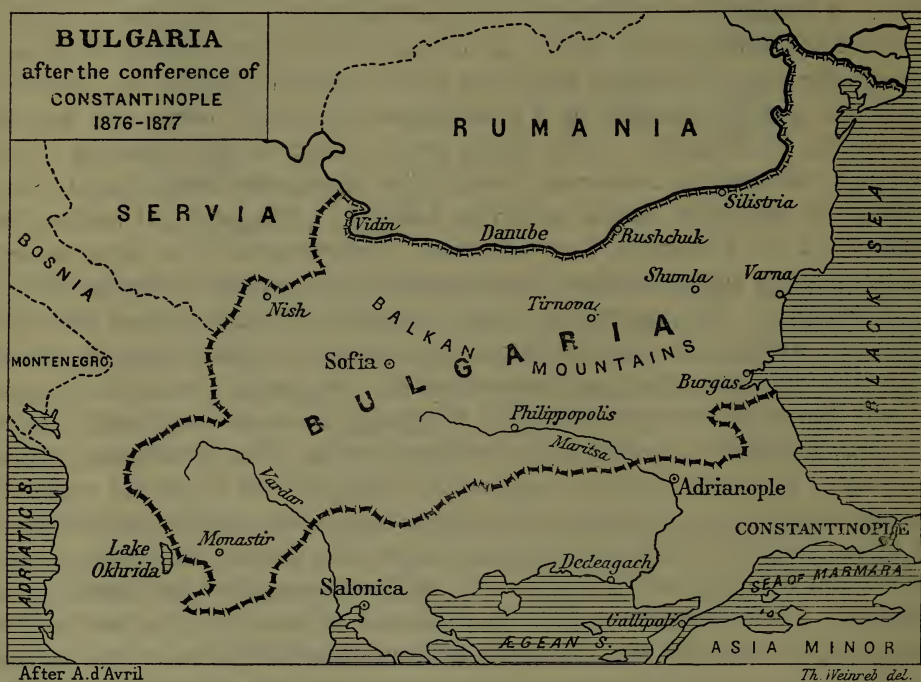 BULGARIA
after the conference of
CONSTANTINOPLE
1876-1877
RUMANIA
SERVIA
BOSNIA
MONTENEGRO
ADRIATIC S.
Vidin
Danube
Rushchuk
Silistria
Shumla
Varna
Nish
Tirnova
BALKAN
MOUNTAINS
Sofia
BULGARIA
Burgas
BLACK SEA
Philippopolis
Maritsa
Vardar
Adrianople
CONSTANTINOPLE
Lake
Okhrida
Monastir
Salonica
Dedeagach
SEA OF MARMARA
Gallipoli
ÆGEAN S.
ASIA MINOR
After A. d'Avril
Th. Weinreb del.